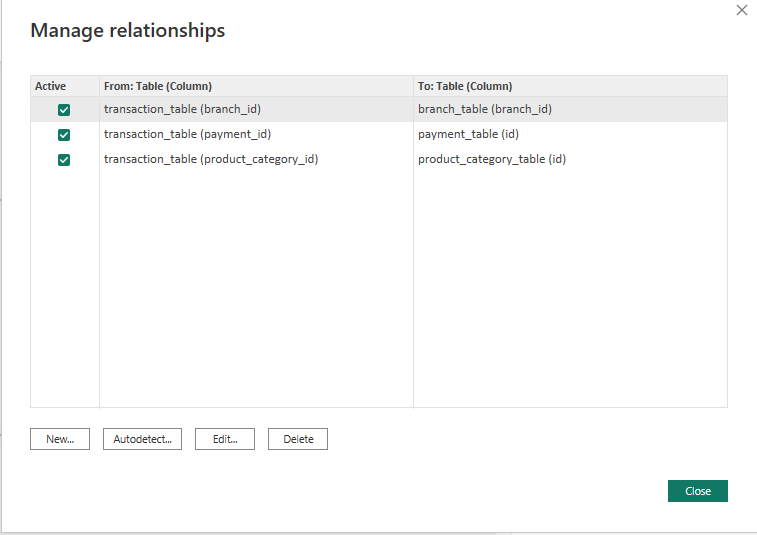 Manage relationships
Active From: Table (Column) To: Table (Column)
transaction_table (branch_id) branch_table (branch_id)
transaction_table (payment_id) payment_table (id)
transaction_table (product_category_id) product_category_table (id)
New... Autodetect... Edit... Delete
Close